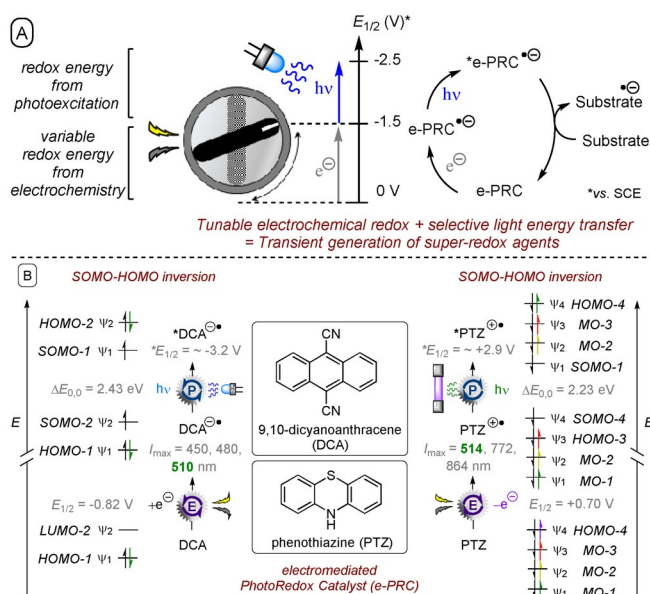 A
E1/2 (V)*
redox energy
from
photoexcitation
variable
redox energy
from
electrochemistry
hν
e⊖
-2.5
-1.5
0 V
*e-PRC•⊖
hν
e-PRC•⊖
e⊖
e-PRC
•⊖
Substrate
Substrate
*vs. SCE
Tunable electrochemical redox + selective light energy transfer
= Transient generation of super-redox agents
B
SOMO-HOMO inversion
E
HOMO-2 Ψ2
SOMO-1 Ψ1
*DCA⊖•
*E1/2 = ~ -3.2 V
ΔE0,0 = 2.43 eV
hν
P
SOMO-2 Ψ2
HOMO-1 Ψ1
DCA⊖•
Imax = 450, 480,
510 nm
E1/2 = -0.82 V
+e⊖
E
LUMO-2 Ψ2
HOMO-1 Ψ1
DCA
CN
CN
9,10-dicyanoanthracene
(DCA)
S
N
H
phenothiazine (PTZ)
electromediated
PhotoRedox Catalyst (e-PRC)
SOMO-HOMO inversion
E
*PTZ⊕•
*E1/2 = ~ +2.9 V
Ψ4 HOMO-4
Ψ3 MO-3
Ψ2 MO-2
Ψ1 SOMO-1
P
hν
ΔE0,0 = 2.23 eV
PTZ⊕•
Imax = 514, 772,
864 nm
Ψ4 SOMO-4
Ψ3 HOMO-3
Ψ2 MO-2
Ψ1 MO-1
E
–e⊖
E1/2 = +0.70 V
PTZ
Ψ4 HOMO-4
Ψ3 MO-3
Ψ2 MO-2
Ψ1 MO-1